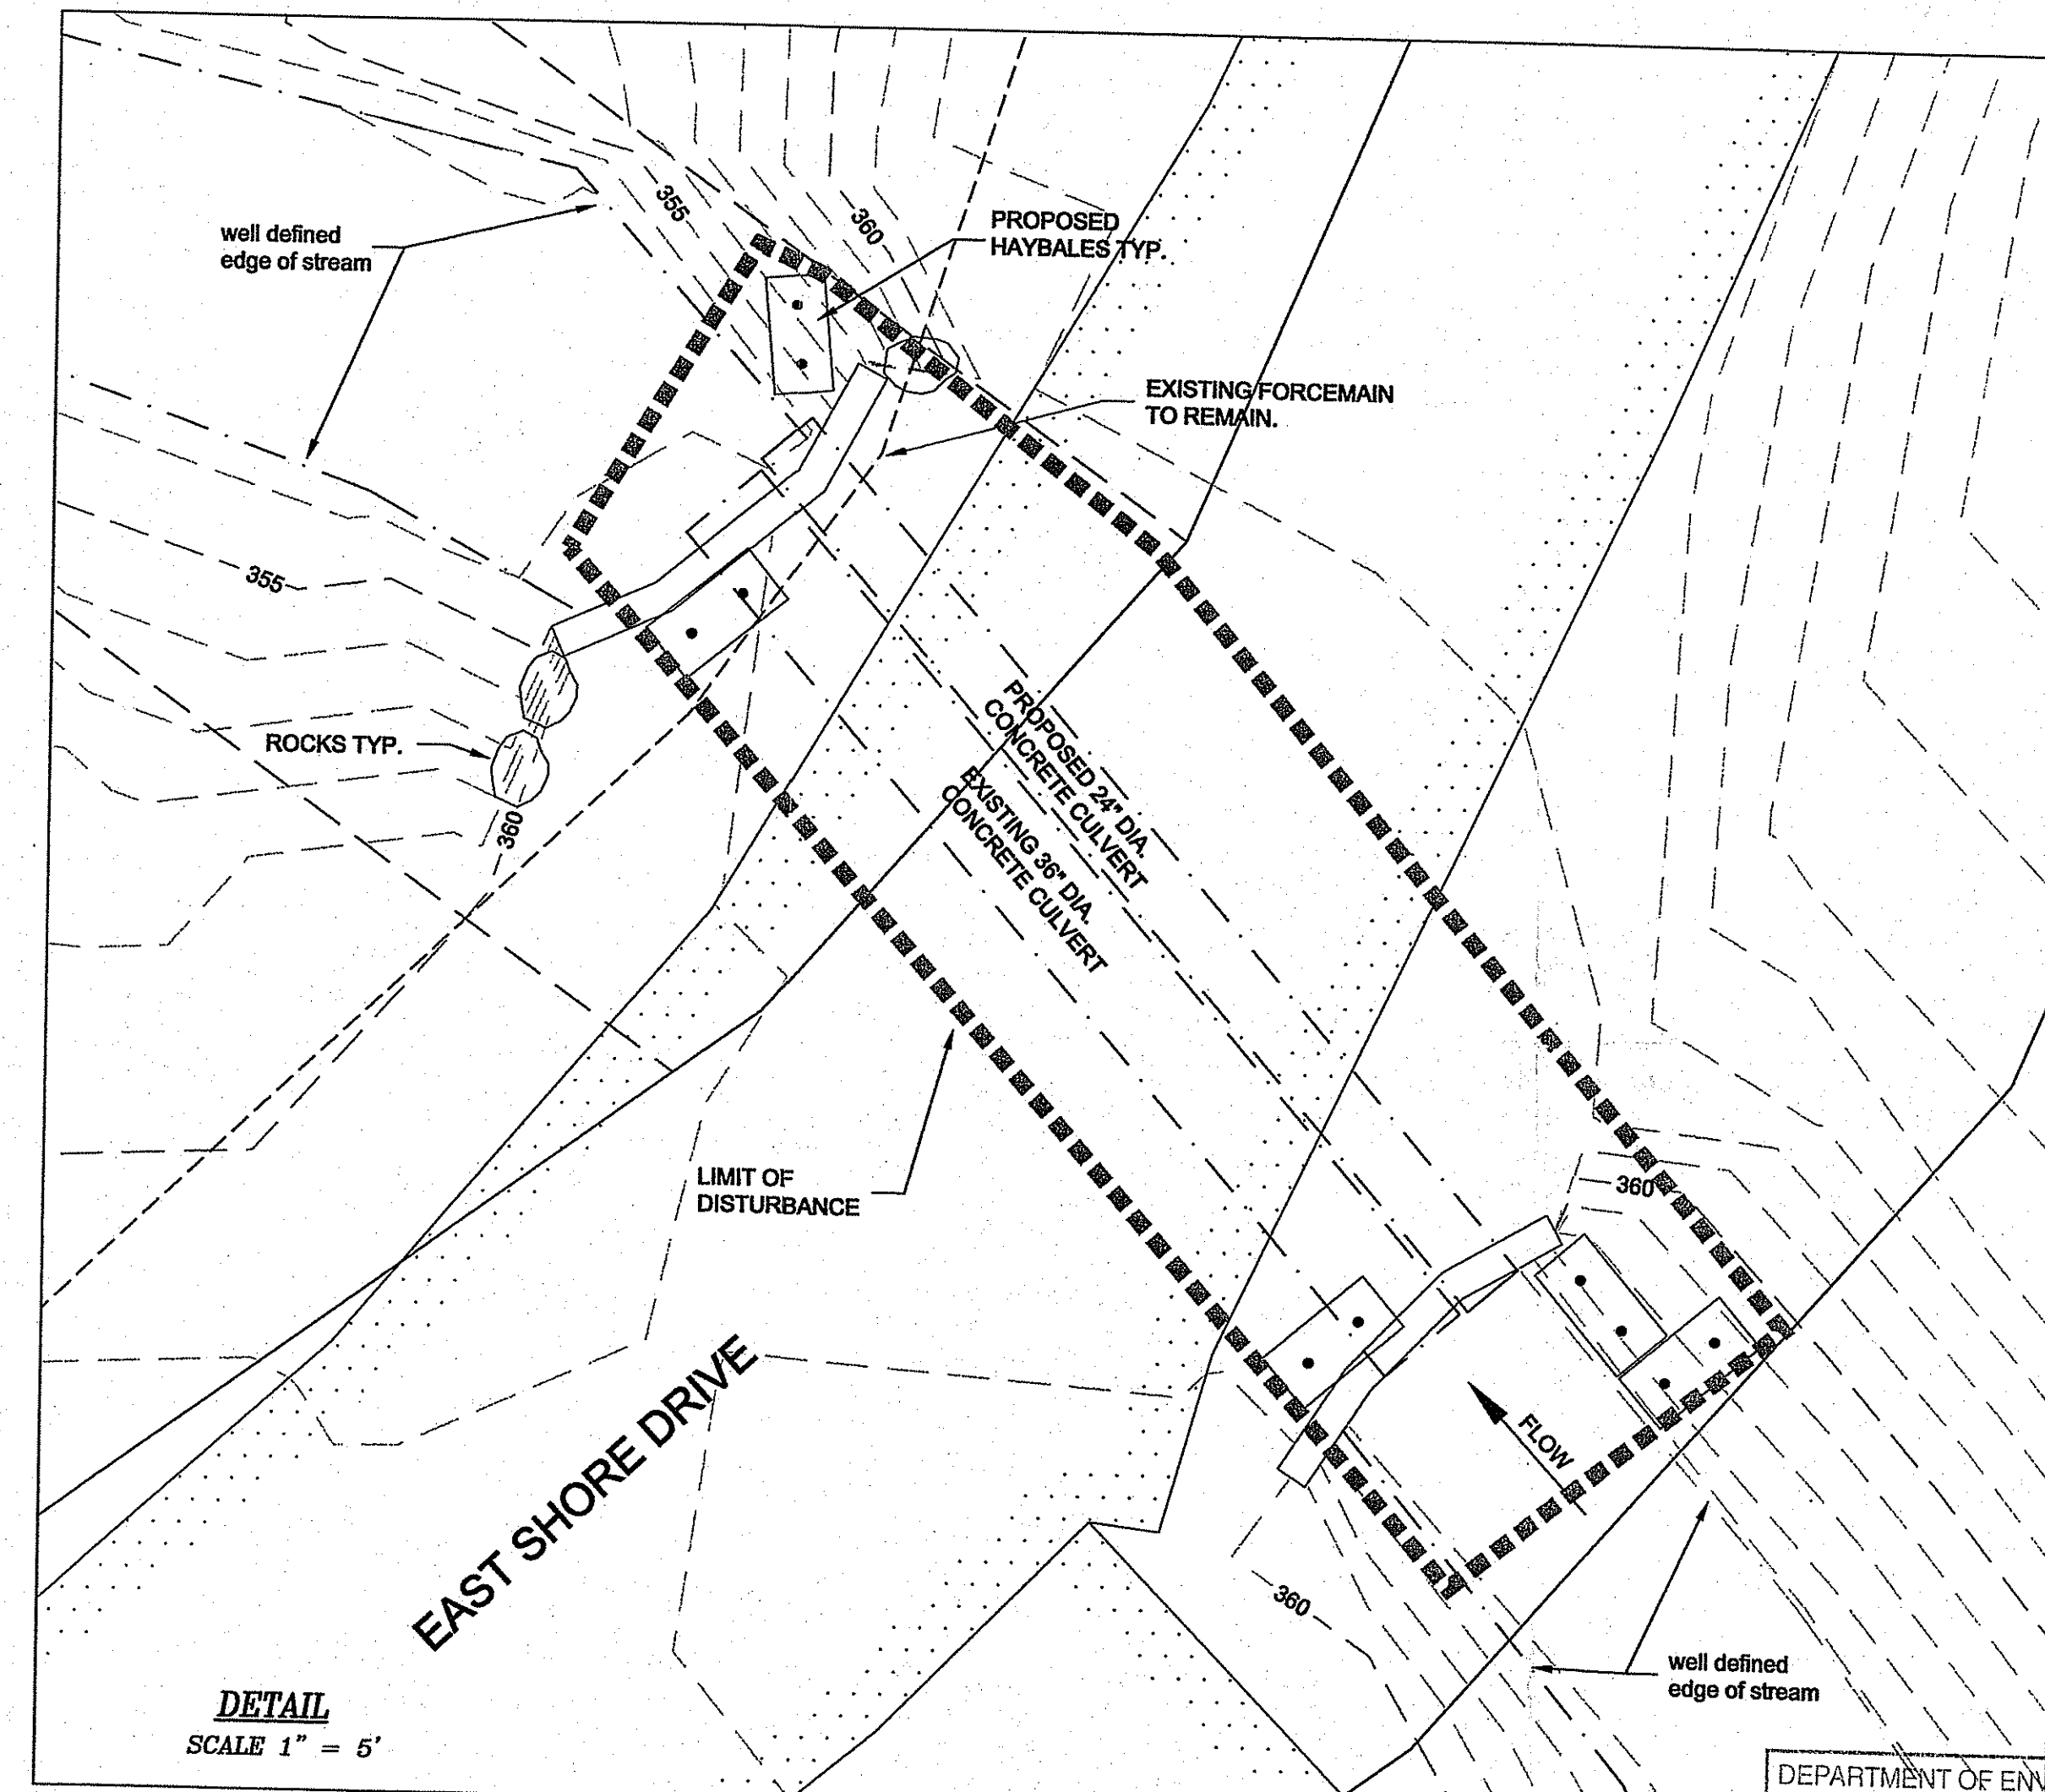 355
360
PROPOSED
HAYBALES TYP.
well defined
edge of stream
EXISTING FORCEMAIN
TO REMAIN.
355
ROCKS TYP.
360
PROPOSED 24" DIA.
CONCRETE CULVERT
EXISTING 36" DIA.
CONCRETE CULVERT
LIMIT OF
DISTURBANCE
360
EAST SHORE DRIVE
FLOW
360
well defined
edge of stream
DETAIL
SCALE 1" = 5'
DEPARTMENT OF